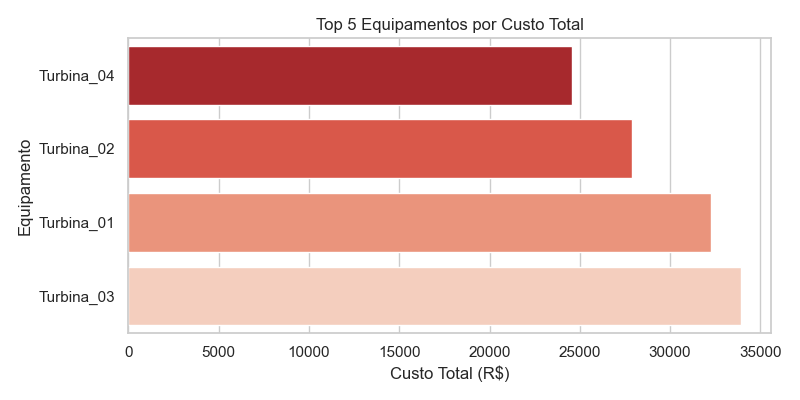 Top 5 Equipamentos por Custo Total
Equipamento
Turbina_04
Turbina_02
Turbina_01
Turbina_03
0 5000 10000 15000 20000 25000 30000 35000
Custo Total (R$)